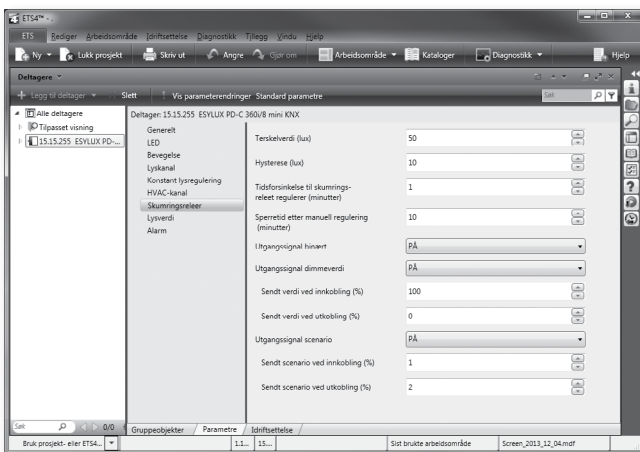 ETS4™ -
ETS Rediger Arbeidsområde Idriftsettelse Diagnostikk Tillegg Vindu Hjelp
Ny Lukk prosjekt Skriv ut Angre Gjør om Arbeidsområde Kataloger Diagnostikk Hjelp
Deltagere
Legg til deltager Slett Vis parameterendringer Standard parametre Søk
Alle deltagere
Tilpasset visning
15.15.255 ESYLUX PD-...
Deltager: 15.15.255 ESYLUX PD-C 360i/8 mini KNX
Generelt
LED
Bevegelse
Lyskanal
Konstant lysregulering
HVAC-kanal
Skumringsreleer
Lysverdi
Alarm
Terskelverdi (lux) 50
Hysterese (lux) 10
Tidsforsinkelse til skumrings-
releet regulerer (minutter) 1
Sperretid etter manuell regulering
(minutter) 10
Utgangssignal binært PÅ
Utgangssignal dimmeverdi PÅ
Sendt verdi ved innkobling (%) 100
Sendt verdi ved utkobling (%) 0
Utgangssignal scenario PÅ
Sendt scenario ved innkobling (%) 1
Sendt scenario ved utkobling (%) 2
Søk 0/0
Gruppeobjekter Parametre Idriftsettelse
Bruk prosjekt- eller ETS4... 1.1... 15.... Sist brukte arbeidsområde Screen_2013_12_04.mdf